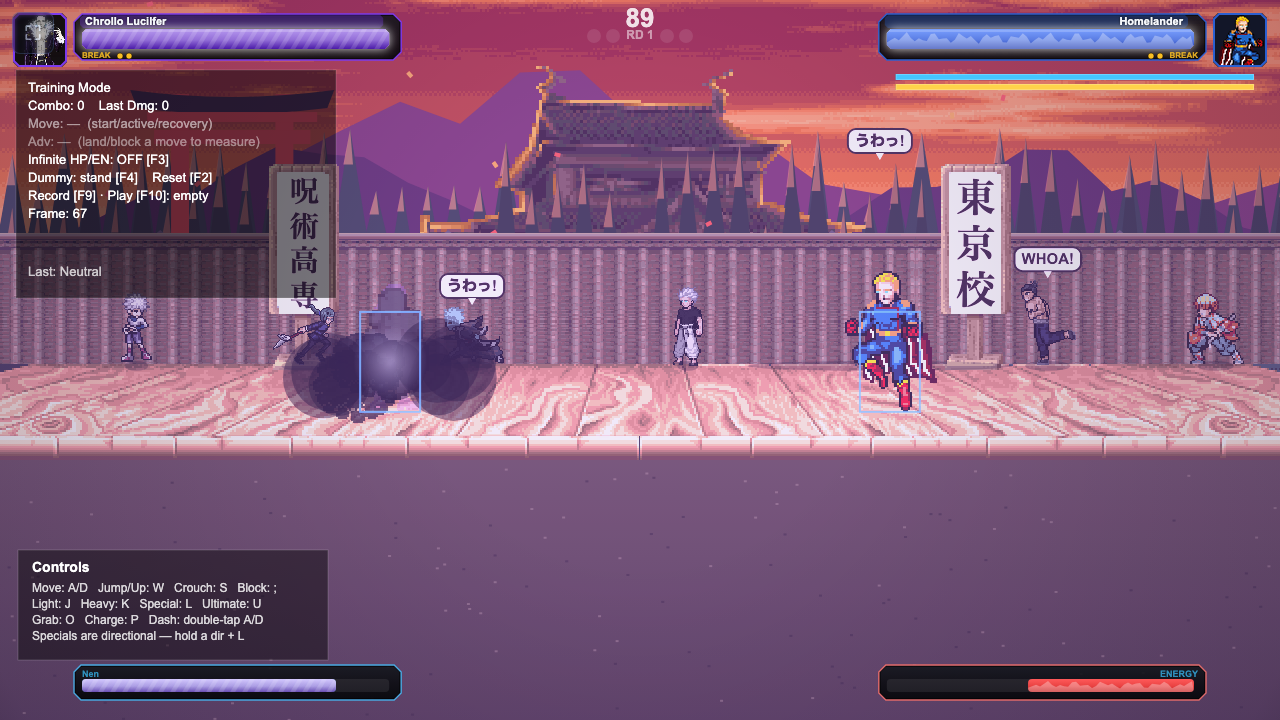 Chrollo Lucilfer
BREAK
89
RD 1
Homelander
BREAK
Training Mode
Combo: 0 Last Dmg: 0
Move: — (start/active/recovery)
Adv: — (land/block a move to measure)
Infinite HP/EN: OFF [F3]
Dummy: stand [F4] Reset [F2]
Record [F9] · Play [F10]: empty
Frame: 67
Last: Neutral
呪術高専
うわっ!
うわっ!
東京校
WHOA!
Controls
Move: A/D Jump/Up: W Crouch: S Block: ;
Light: J Heavy: K Special: L Ultimate: U
Grab: O Charge: P Dash: double-tap A/D
Specials are directional — hold a dir + L
Nen
ENERGY